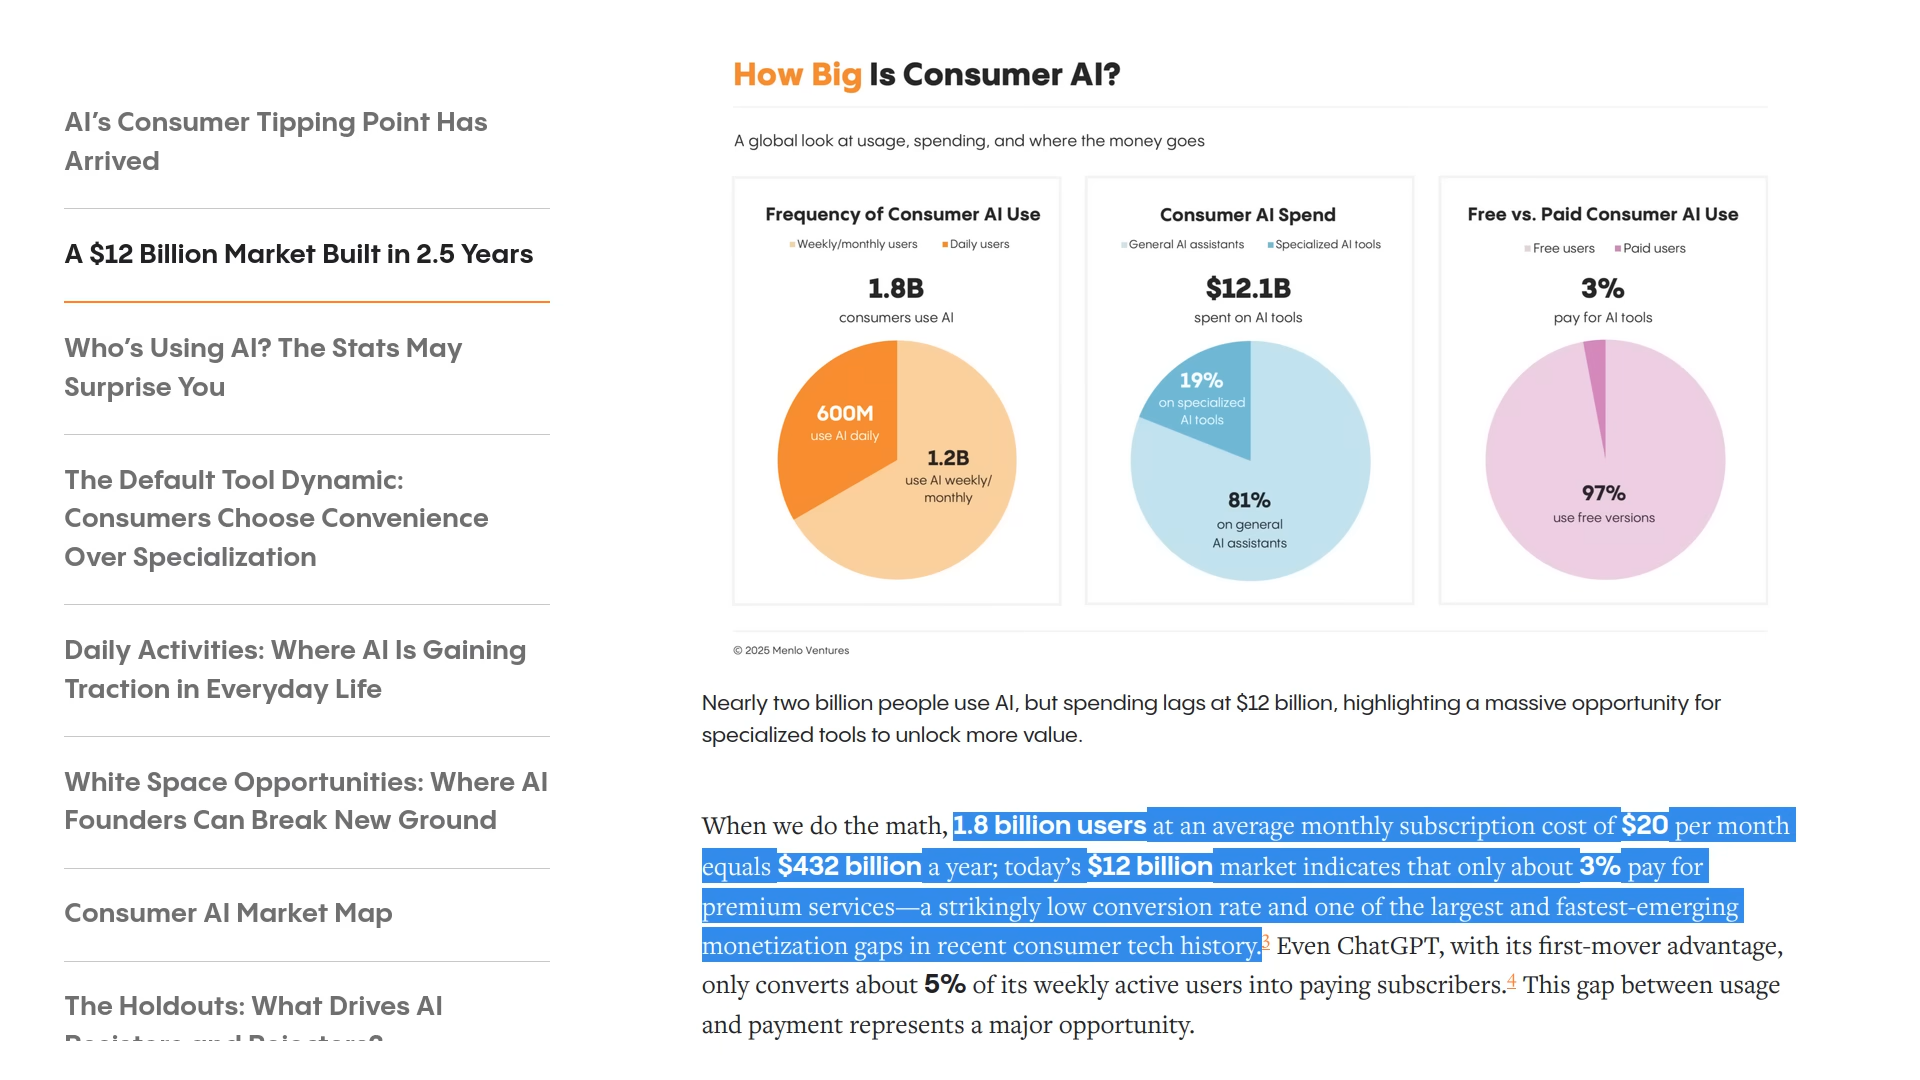 AI’s Consumer Tipping Point Has
Arrived
A $12 Billion Market Built in 2.5 Years
Who’s Using AI? The Stats May
Surprise You
The Default Tool Dynamic:
Consumers Choose Convenience
Over Specialization
Daily Activities: Where AI Is Gaining
Traction in Everyday Life
White Space Opportunities: Where AI
Founders Can Break New Ground
Consumer AI Market Map
The Holdouts: What Drives AI
Resisters and Rejectors?
How Big Is Consumer AI?
A global look at usage, spending, and where the money goes
Frequency of Consumer AI Use
Weekly/monthly users Daily users
1.8B
consumers use AI
600M
use AI daily
1.2B
use AI weekly/
monthly
Consumer AI Spend
General AI assistants Specialized AI tools
$12.1B
spent on AI tools
19%
on specialized
AI tools
81%
on general
AI assistants
Free vs. Paid Consumer AI Use
Free users Paid users
3%
pay for AI tools
97%
use free versions
© 2025 Menlo Ventures
Nearly two billion people use AI, but spending lags at $12 billion, highlighting a massive opportunity for
specialized tools to unlock more value.
When we do the math, 1.8 billion users at an average monthly subscription cost of $20 per month
equals $432 billion a year; today’s $12 billion market indicates that only about 3% pay for
premium services—a strikingly low conversion rate and one of the largest and fastest-emerging
monetization gaps in recent consumer tech history.3 Even ChatGPT, with its first-mover advantage,
only converts about 5% of its weekly active users into paying subscribers.4 This gap between usage
and payment represents a major opportunity.